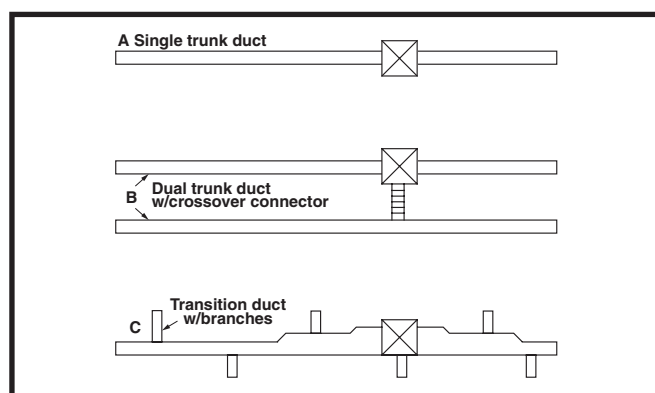 A Single trunk duct
B Dual trunk duct
w/crossover connector
Transition duct
C w/branches